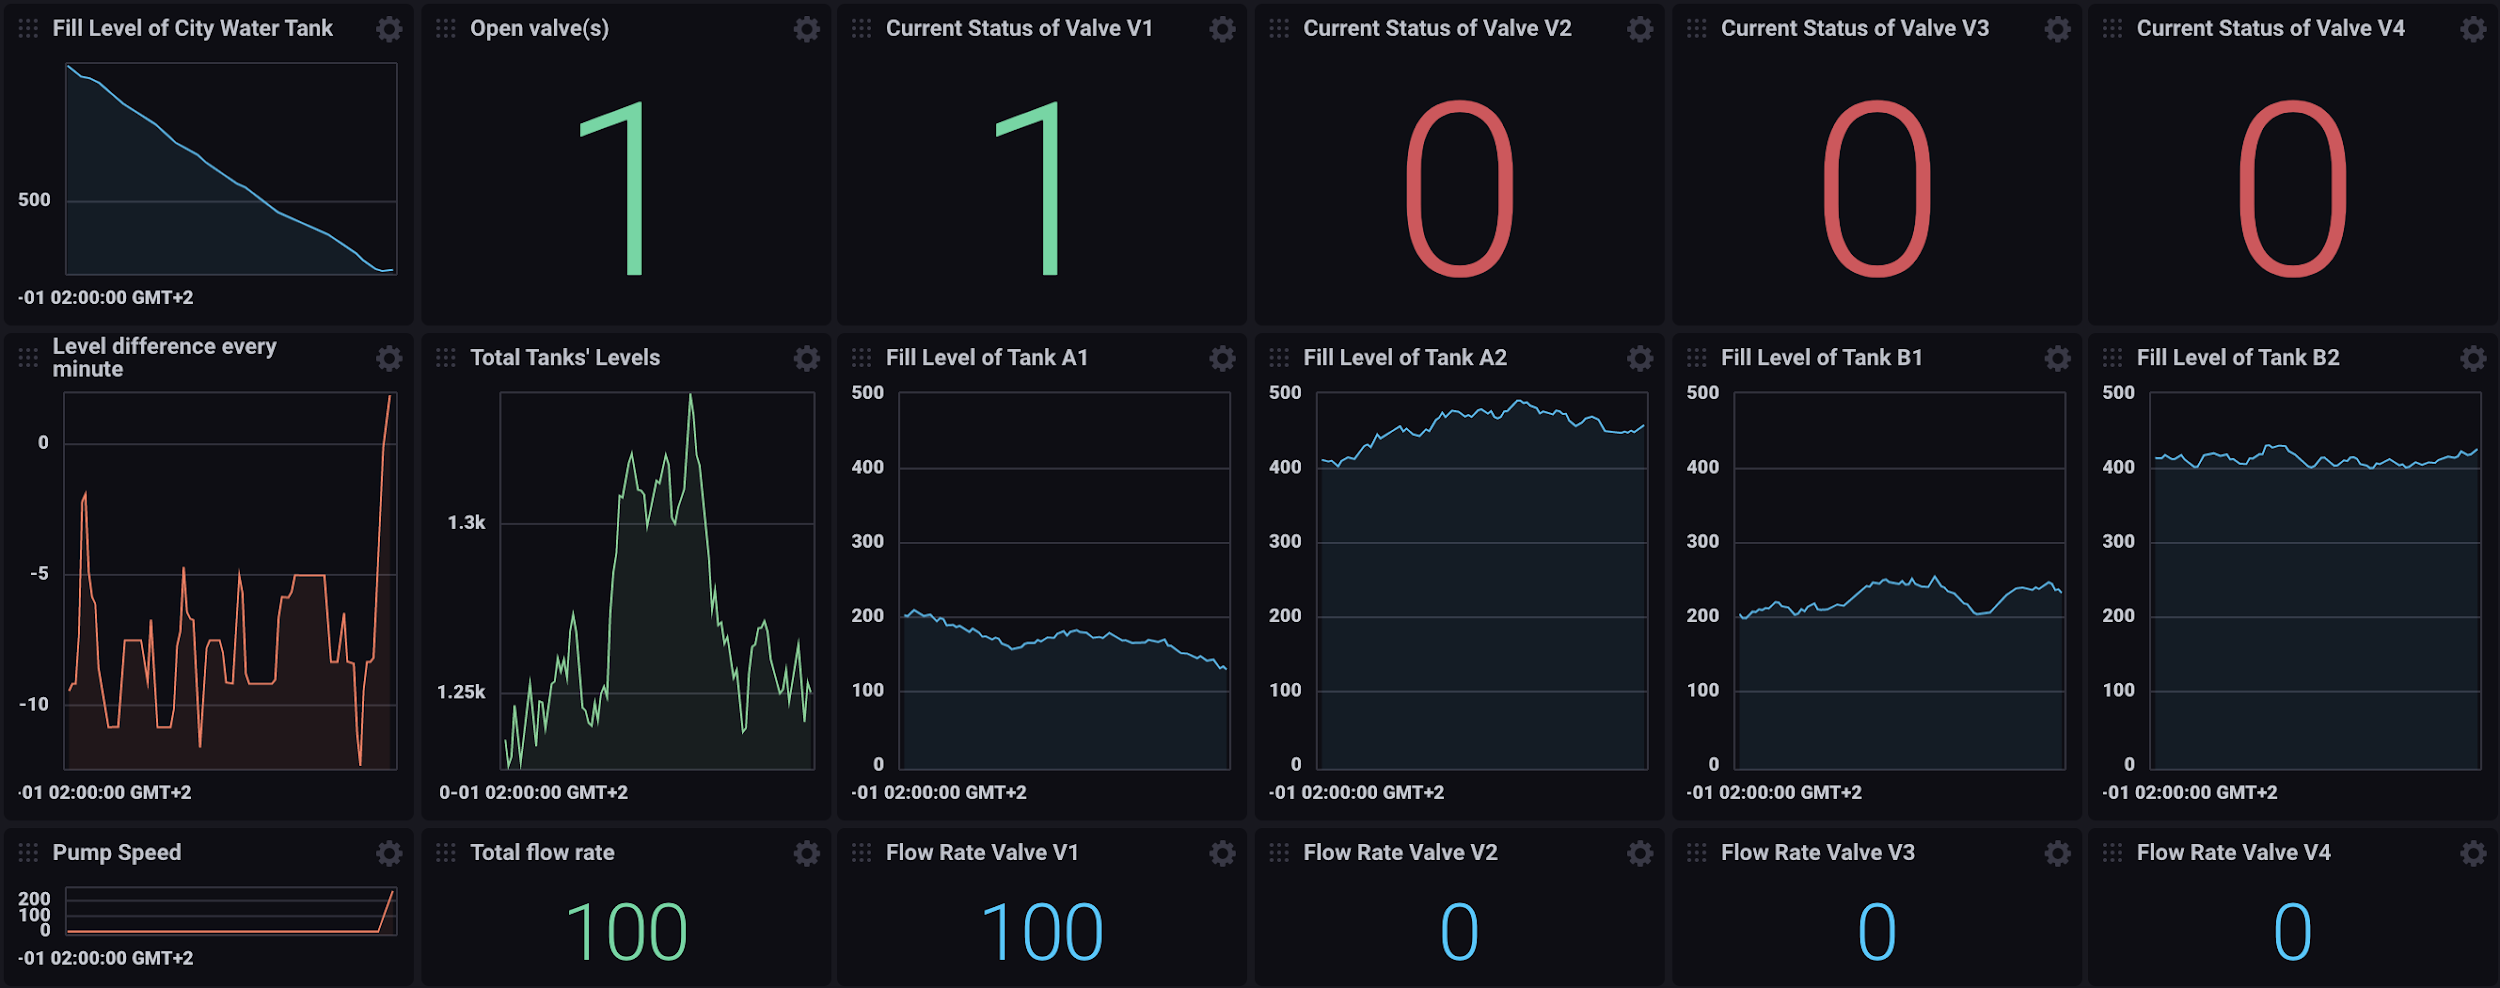 Fill Level of City Water Tank
500
-01 02:00:00 GMT+2
Open valve(s)
1
Current Status of Valve V1
1
Current Status of Valve V2
0
Current Status of Valve V3
0
Current Status of Valve V4
0
Level difference every
minute
0
-5
-10
-01 02:00:00 GMT+2
Total Tanks' Levels
1.3k
1.25k
0-01 02:00:00 GMT+2
Fill Level of Tank A1
500
400
300
200
100
0
-01 02:00:00 GMT+2
Fill Level of Tank A2
500
400
300
200
100
0
-01 02:00:00 GMT+2
Fill Level of Tank B1
500
400
300
200
100
0
-01 02:00:00 GMT+2
Fill Level of Tank B2
500
400
300
200
100
0
-01 02:00:00 GMT+2
Pump Speed
200
100
0
-01 02:00:00 GMT+2
Total flow rate
100
Flow Rate Valve V1
100
Flow Rate Valve V2
0
Flow Rate Valve V3
0
Flow Rate Valve V4
0